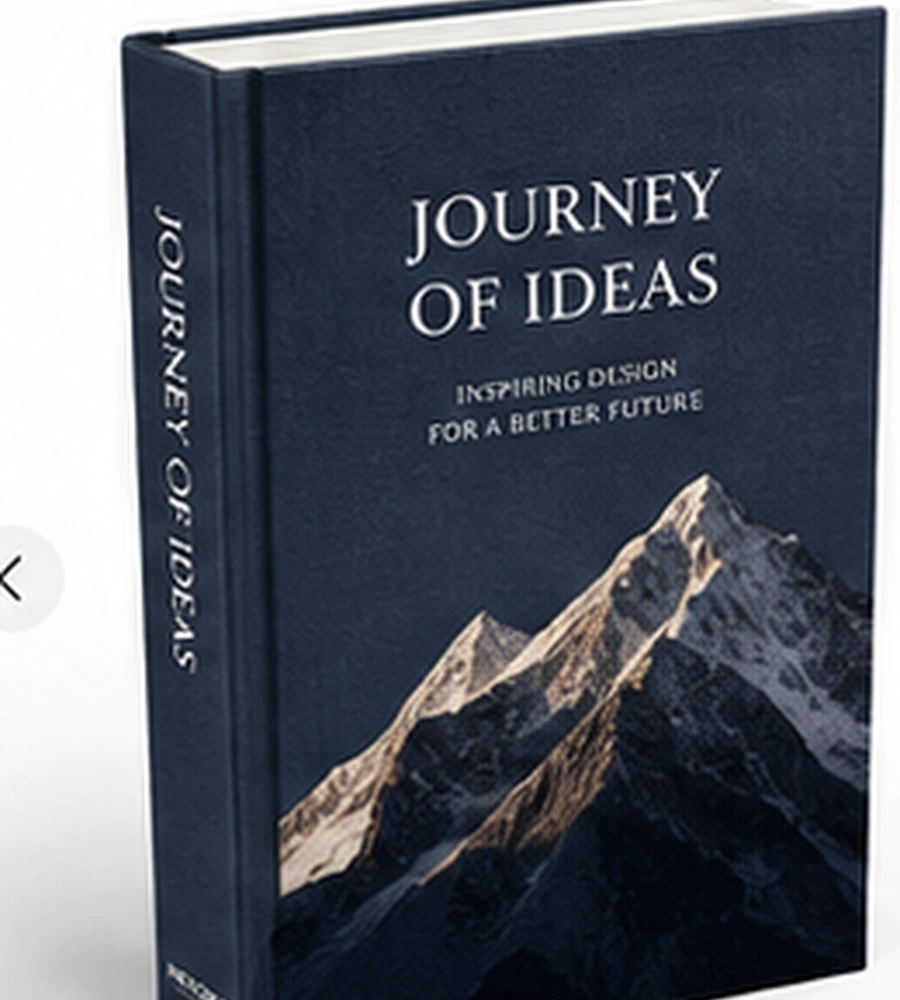 JOURNEY
OF IDEAS
INSPIRING DESIGN
FOR A BETTER FUTURE
JOURNEY OF IDEAS